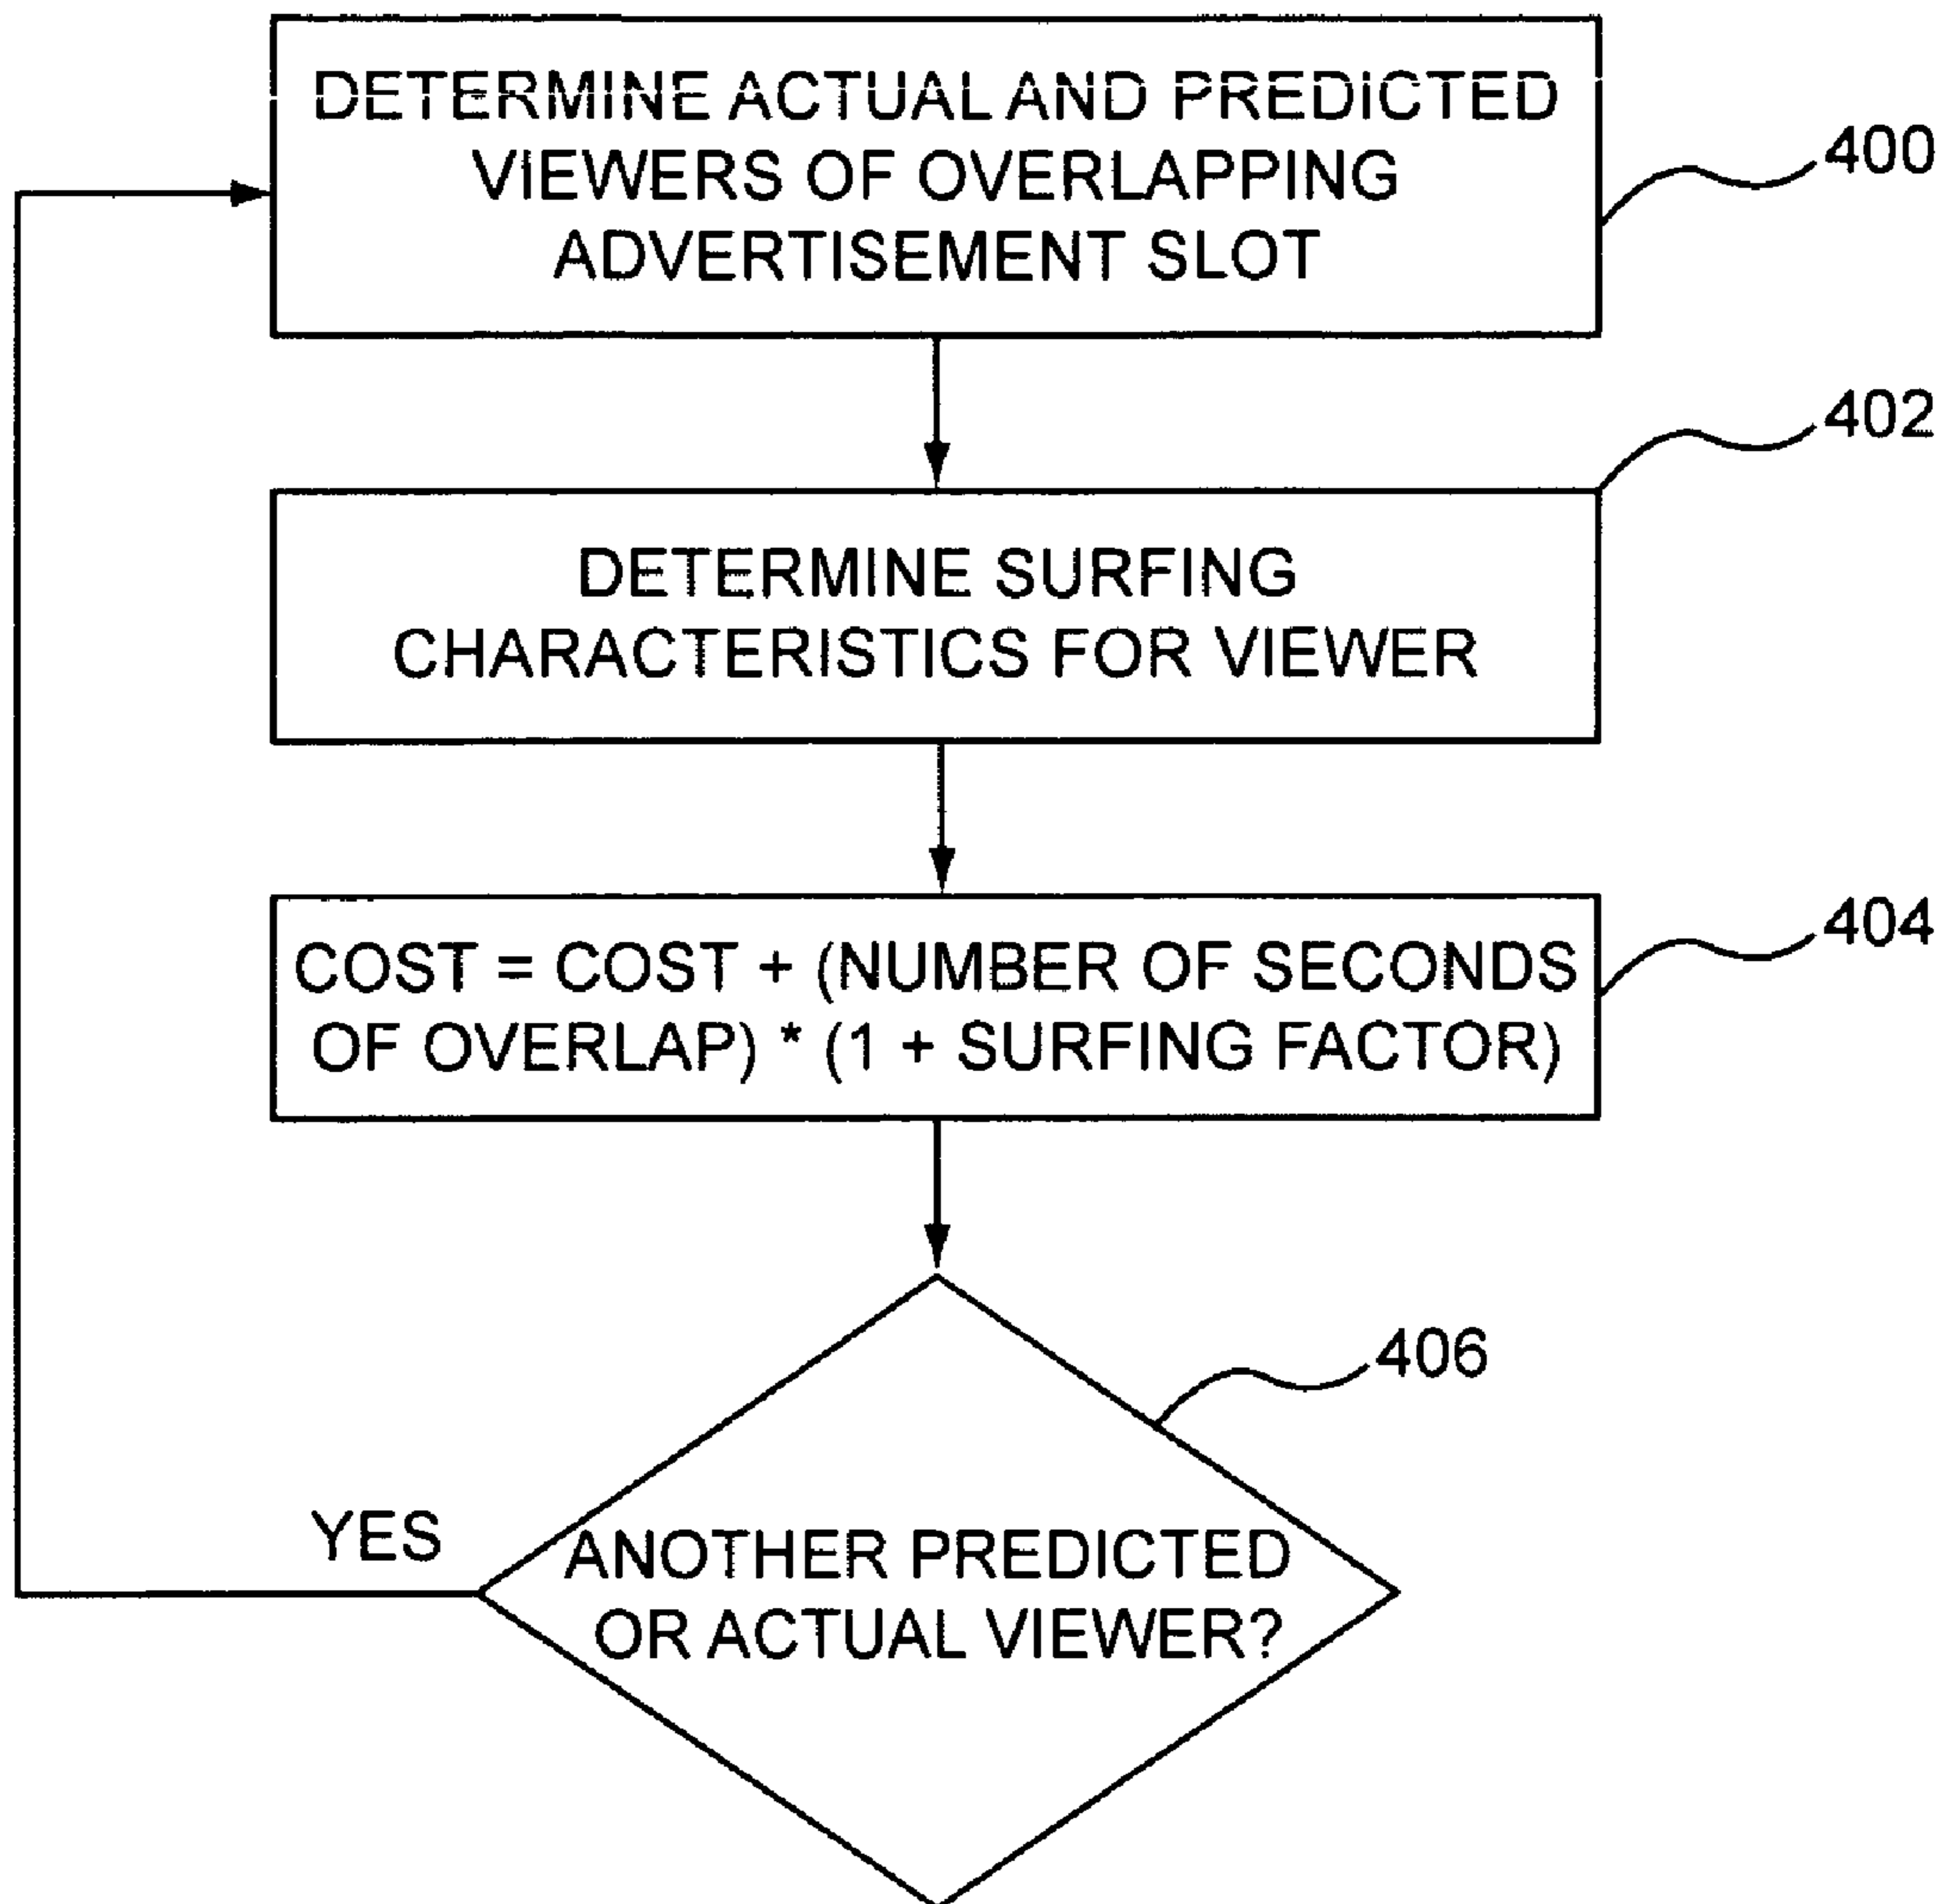 DETERMINE ACTUAL AND PREDICTED
VIEWERS OF OVERLAPPING
ADVERTISEMENT SLOT
400
402
DETERMINE SURFING
CHARACTERISTICS FOR VIEWER
404
COST = COST + (NUMBER OF SECONDS
OF OVERLAP) * (1 + SURFING FACTOR)
406
YES
ANOTHER PREDICTED
OR ACTUAL VIEWER?